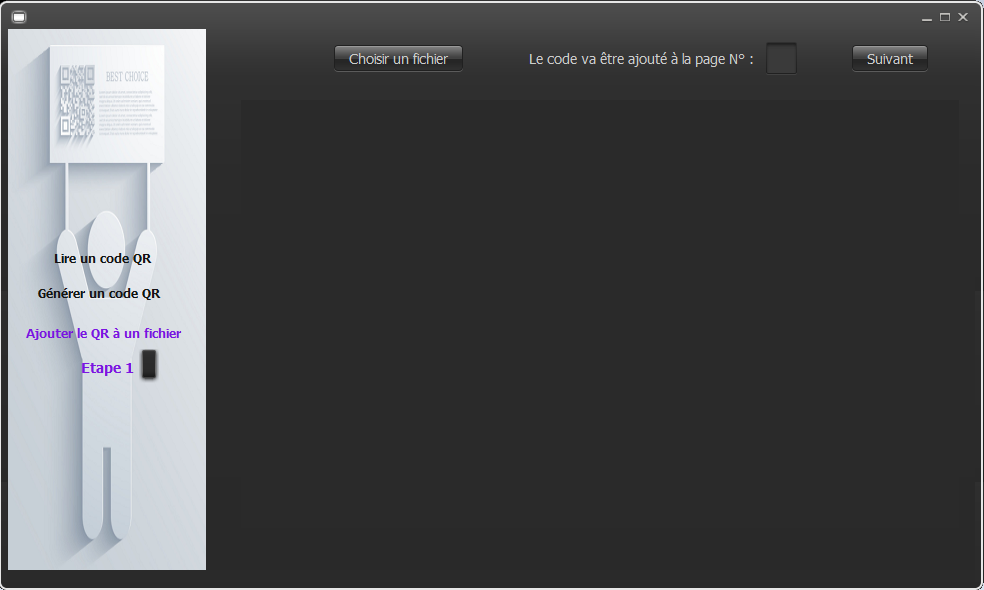 Choisir un fichier
Le code va être ajouté à la page N° :
Suivant
BEST CHOICE
Lire un code QR
Générer un code QR
Ajouter le QR à un fichier
Etape 1